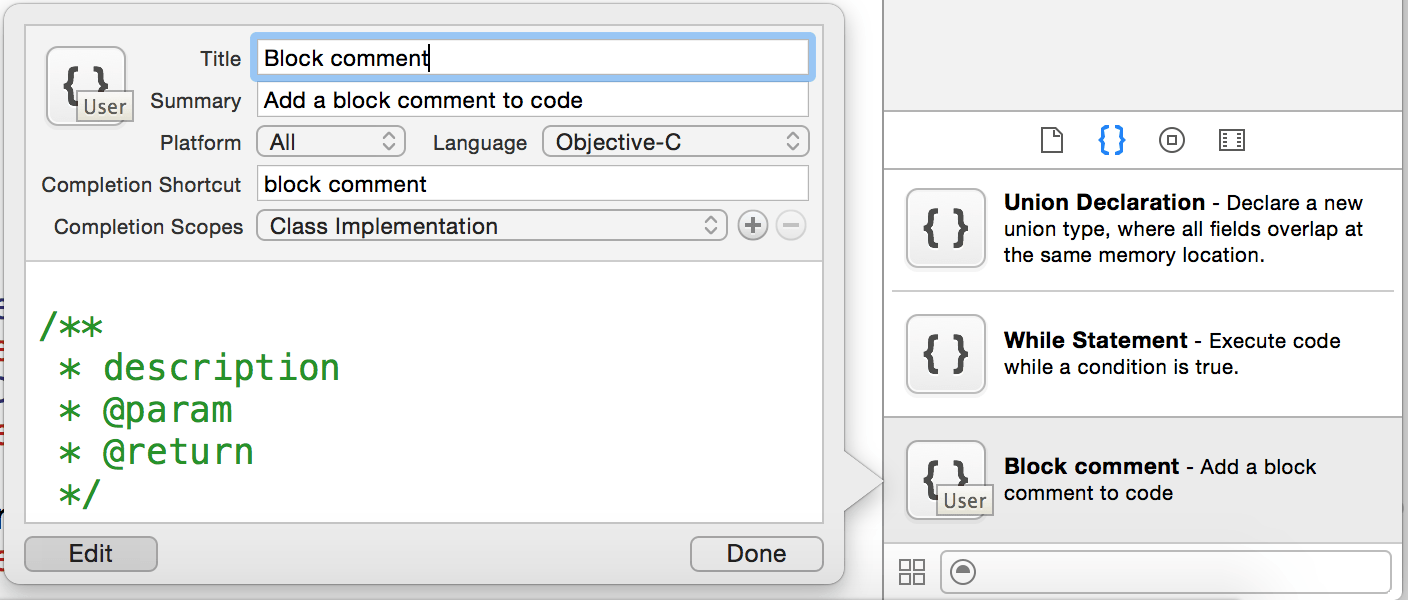 Title Block comment
{ } User
Summary Add a block comment to code
Platform All Language Objective-C
Completion Shortcut block comment
Completion Scopes Class Implementation
/**
* description
* @param
* @return
*/
Edit Done
{ }
{ } Union Declaration - Declare a new
union type, where all fields overlap at
the same memory location.
{ } While Statement - Execute code
while a condition is true.
{ } Block comment - Add a block
User comment to code